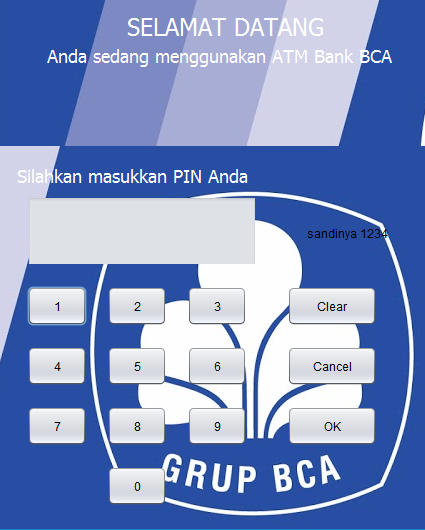 SELAMAT DATANG
Anda sedang menggunakan ATM Bank BCA
Silahkan masukkan PIN Anda
sandinya 1234
1 2 3 Clear
4 5 6 Cancel
7 8 9 OK
0
GRUP BCA